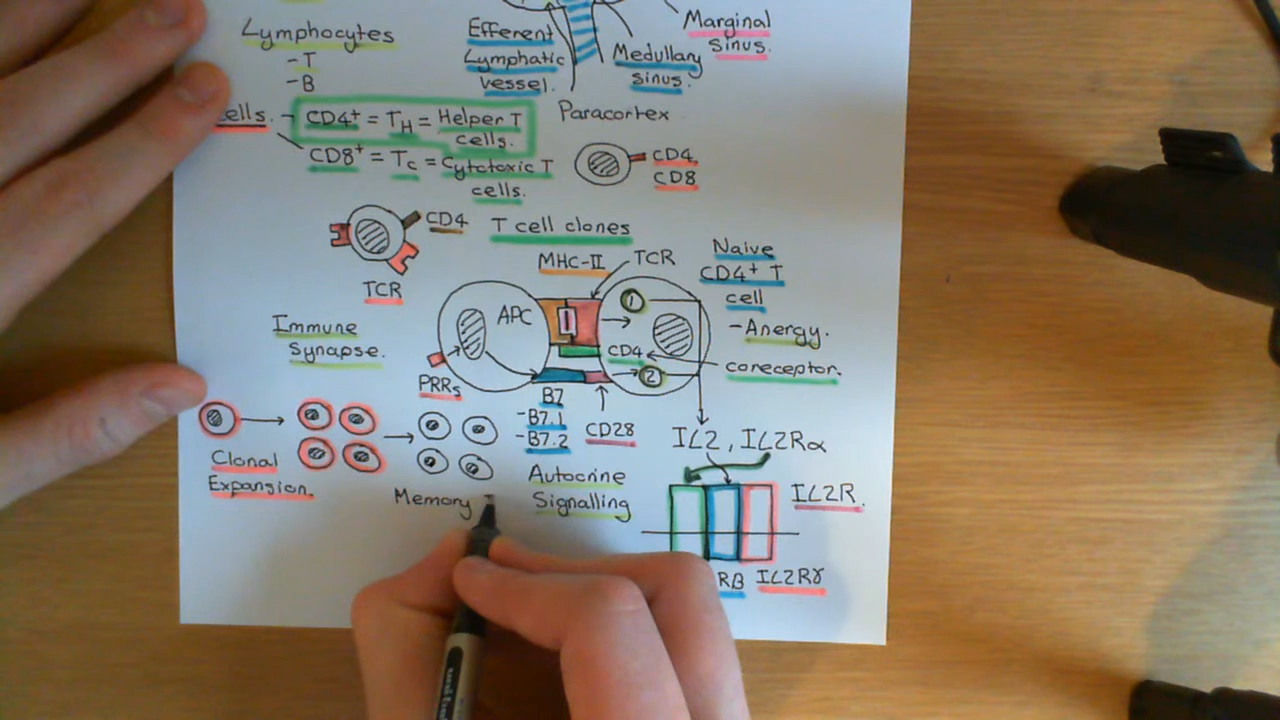 Lymphocytes
- T
- B
Efferent
Lymphatic
vessel.
Medullary
sinus.
Marginal
sinus.
ells.
CD4+ = TH = Helper T
cells.
CD8+ = Tc = Cytotoxic T
cells.
Paracortex
CD4
CD8
CD4
TCR
T cell clones
MHC-II
TCR
Naive
CD4+ T
cell
- Anergy.
Immune
Synapse.
APC
1
CD4
2
coreceptor.
PRRs
B7
- B7.1
- B7.2
CD28
IL2, IL2Rα
Clonal
Expansion.
Memory T
Autocrine
Signalling
IL2R.
Rβ
IL2Rγ